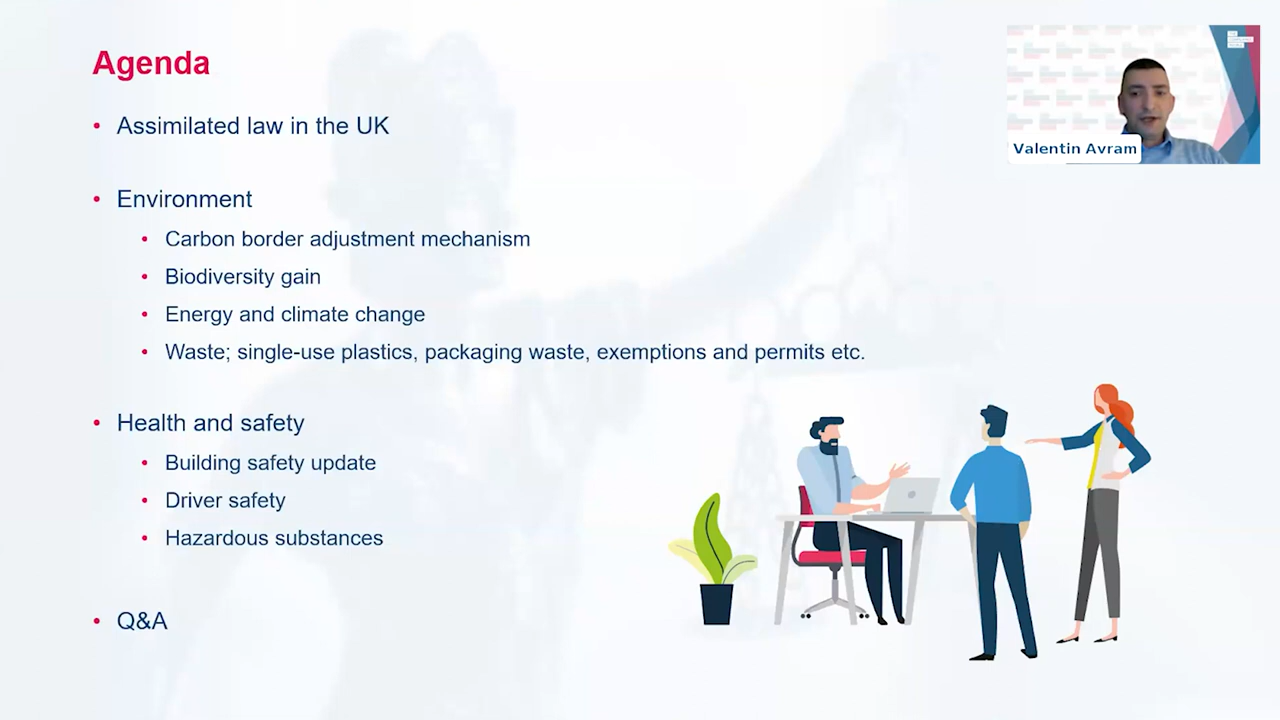 Agenda
• Assimilated law in the UK
• Environment
• Carbon border adjustment mechanism
• Biodiversity gain
• Energy and climate change
• Waste; single-use plastics, packaging waste, exemptions and permits etc.
• Health and safety
• Building safety update
• Driver safety
• Hazardous substances
• Q&A
Valentin Avram